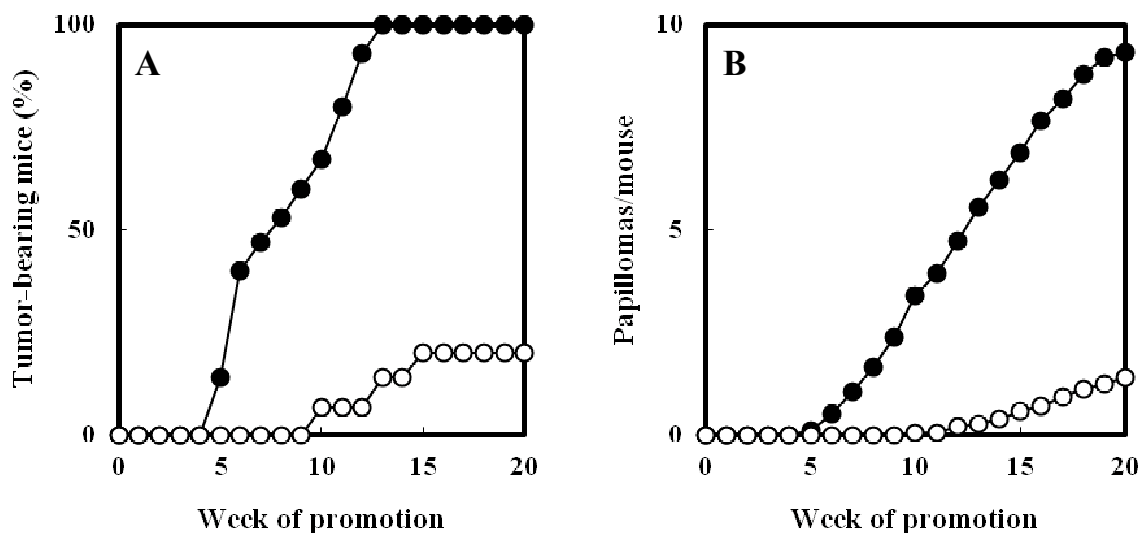 100
A
Tumor-bearing mice (%)
50
0
0 5 10 15 20
Week of promotion
10
B
Papillomas/mouse
5
0
0 5 10 15 20
Week of promotion